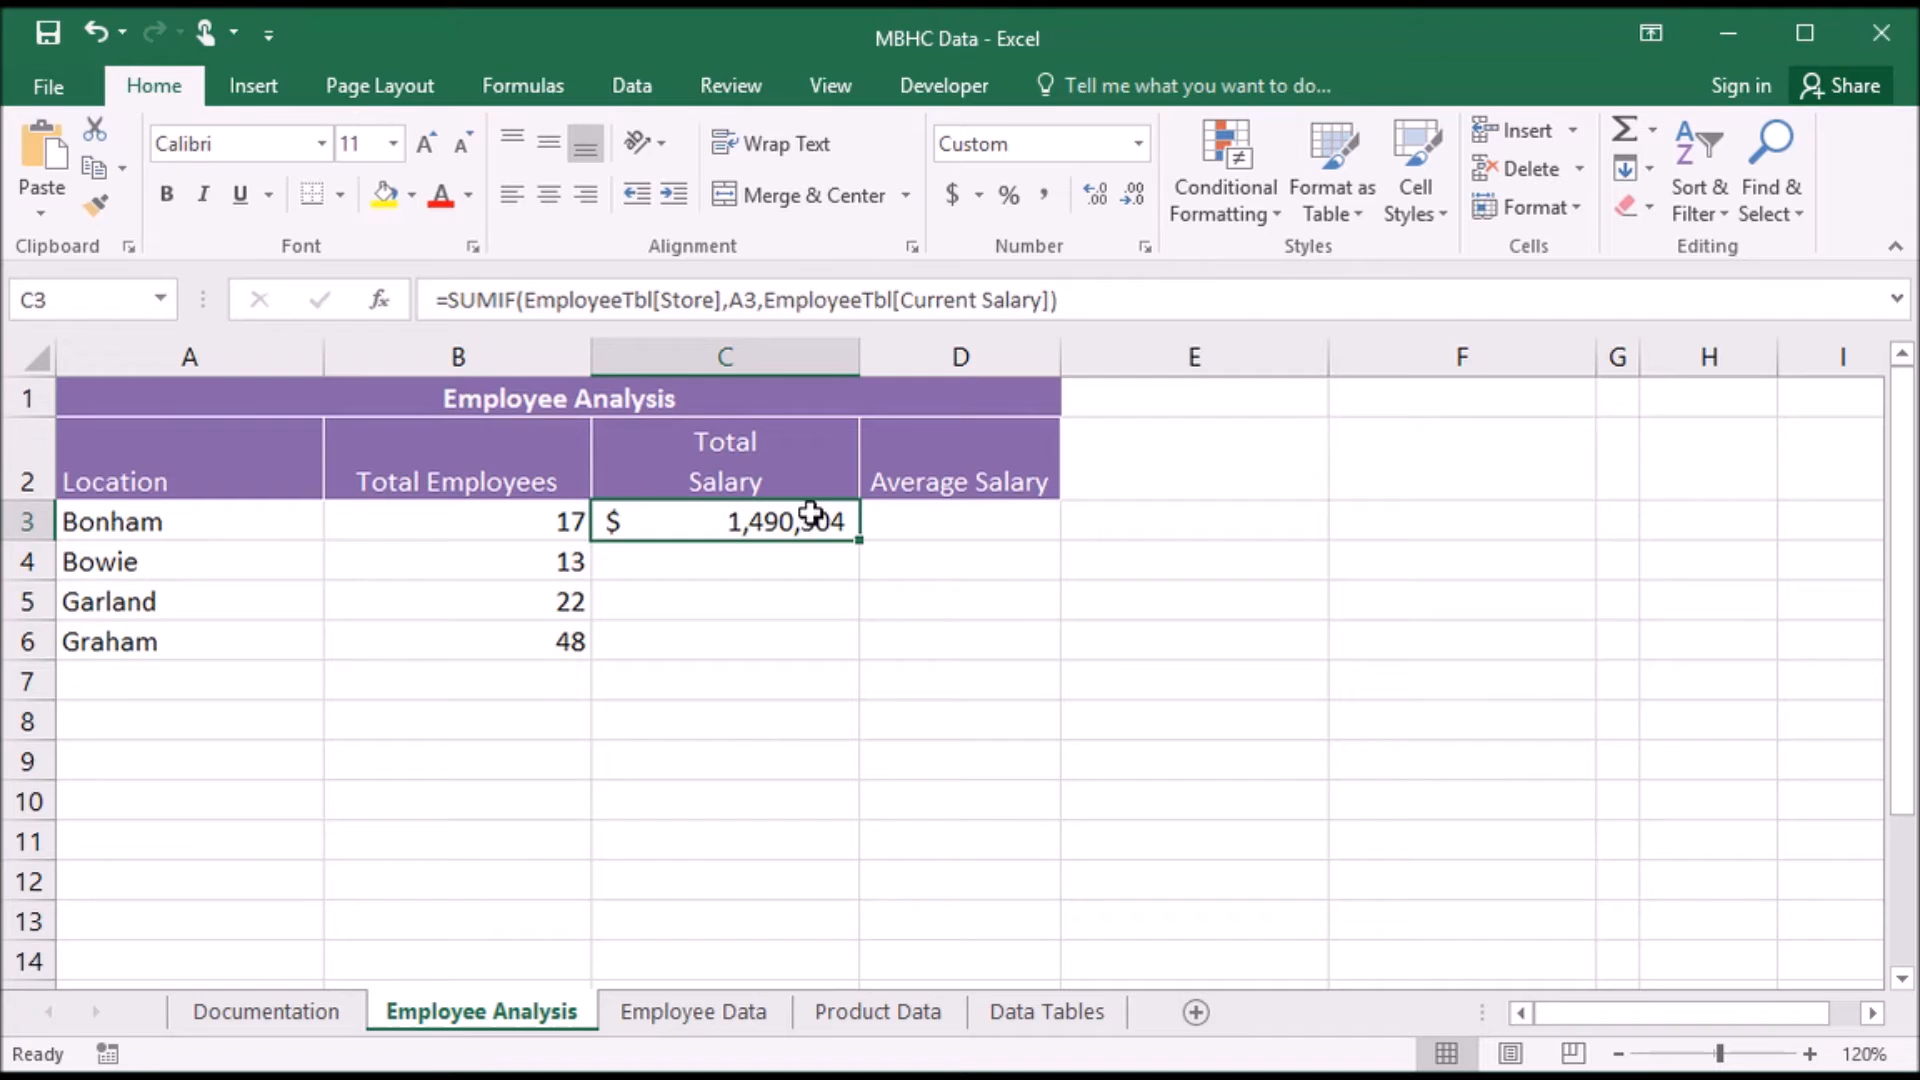 MBHC Data - Excel
File Home Insert Page Layout Formulas Data Review View Developer Tell me what you want to do... Sign in Share
Paste
Clipboard
Calibri 11
B I U
Font
Wrap Text
Merge & Center
Alignment
Custom
$ % ,
Number
Conditional Formatting
Format as Table
Cell Styles
Styles
Insert
Delete
Format
Cells
Sort & Filter
Find & Select
Editing
C3 fx =SUMIF(EmployeeTbl[Store],A3,EmployeeTbl[Current Salary])
A B C D E F G H I
1 Employee Analysis
2 Location Total Employees Total Salary Average Salary
3 Bonham 17 $
4 Bowie 13
5 Garland 22
6 Graham 48
7
8
9
10
11
12
13
14
Documentation Employee Analysis Employee Data Product Data Data Tables
Ready 120%